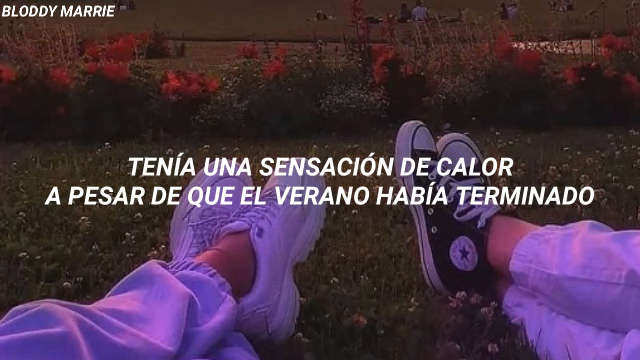 BLODDY MARRIE
TENÍA UNA SENSACIÓN DE CALOR
A PESAR DE QUE EL VERANO HABÍA TERMINADO